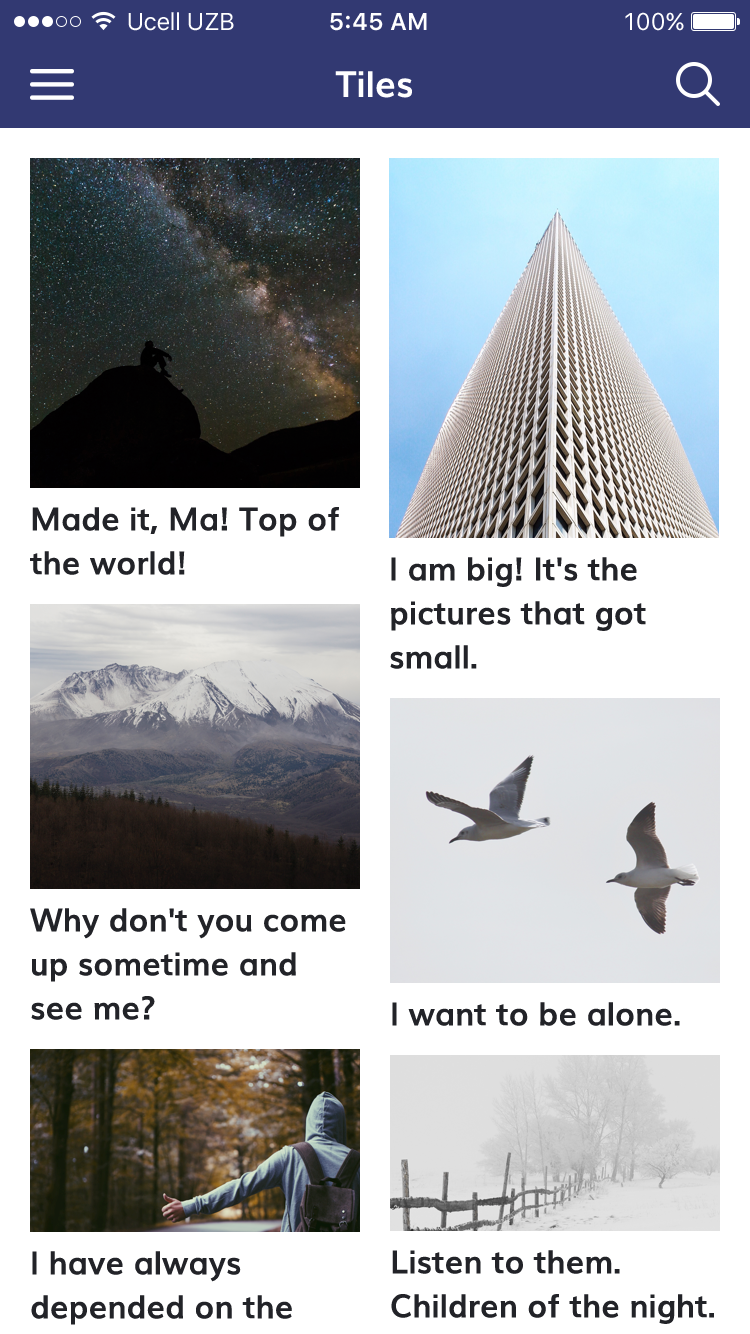 Ucell UZB 5:45 AM 100%
Tiles
Made it, Ma! Top of
the world!
I am big! It's the
pictures that got
small.
Why don't you come
up sometime and
see me?
I want to be alone.
I have always
depended on the
Listen to them.
Children of the night.